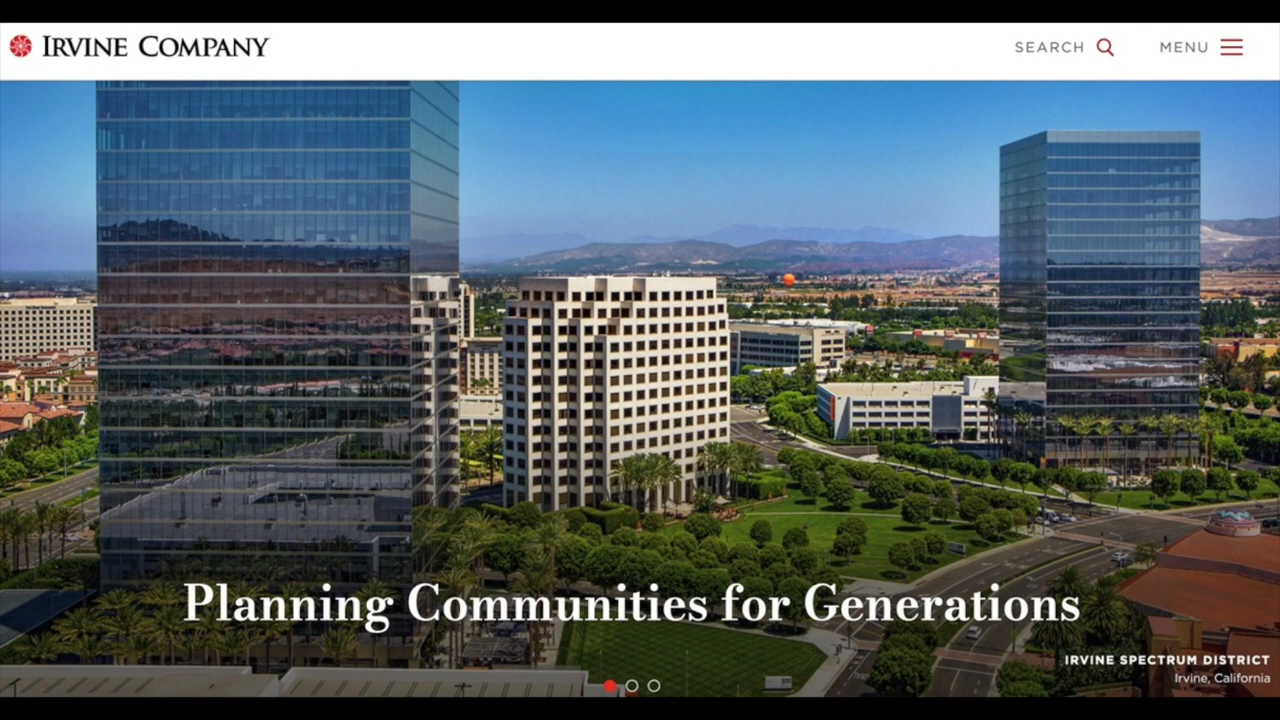 IRVINE COMPANY
SEARCH
MENU
Planning Communities for Generations
IRVINE SPECTRUM DISTRICT
Irvine, California